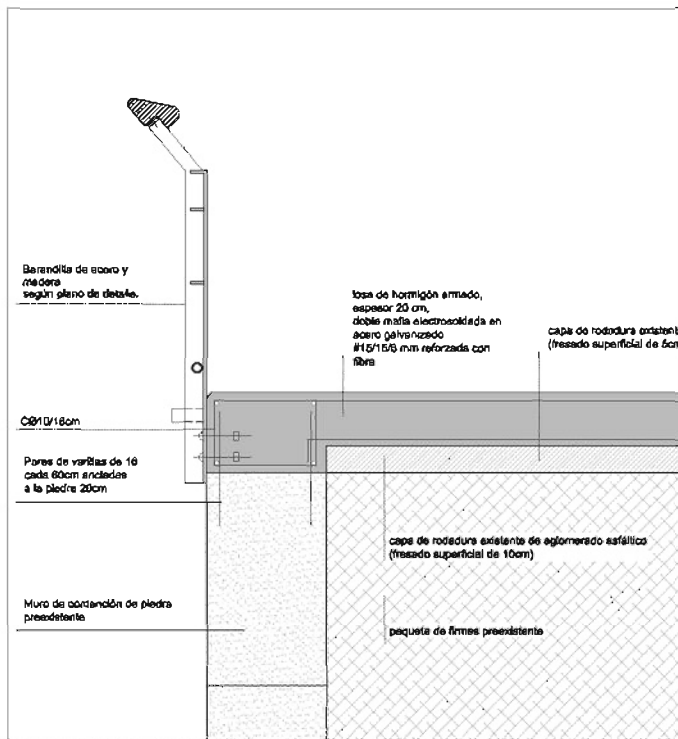 Barandilla de acero y
madera
según plano de detalle.
losa de hormigón armado,
espesor 20 cm,
doble malla electrosoldada en
acero galvanizado
#15/15/6 mm reforzada con
fibra
capa de rodadura existente
(fresado superficial de 5cm
CØ10/15cm
Pares de varillas de 16
cada 60cm ancladas
a la piedra 20cm
capa de rodadura existente de aglomerado asfáltico
(fresado superficial de 10cm)
Muro de contención de piedra
preexistente
paquete de firmes preexistente